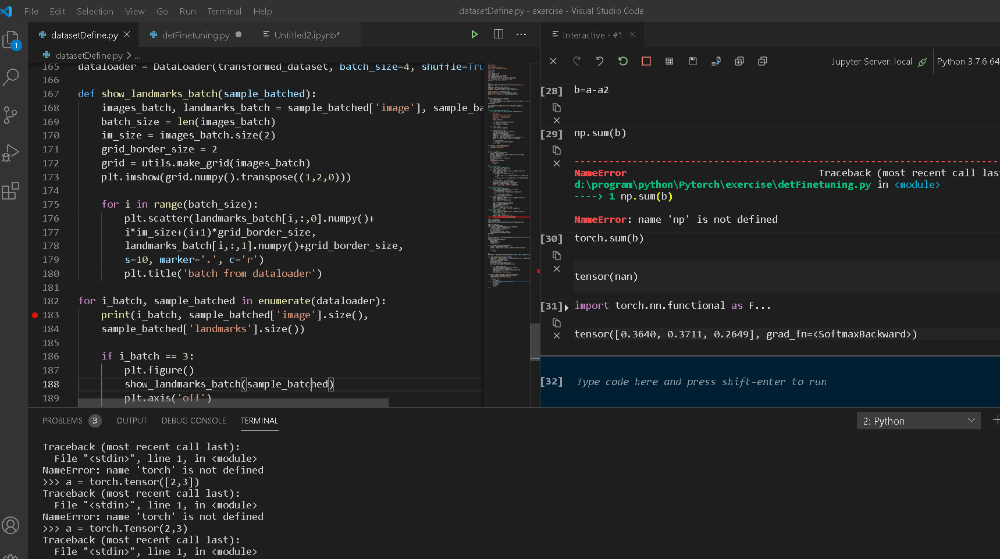 File Edit Selection View Go Run Terminal Help
datasetDefine.py - exercise - Visual Studio Code
datasetDefine.py
detFinetuning.py
Untitled2.ipynb*
1
datasetDefine.py > ...
165 dataloader = DataLoader(transformed_dataset, batch_size=4, shuffle=Tru
166
167 def show_landmarks_batch(sample_batched):
168 images_batch, landmarks_batch = sample_batched['image'], sample_ba
169 batch_size = len(images_batch)
170 im_size = images_batch.size(2)
171 grid_border_size = 2
172 grid = utils.make_grid(images_batch)
173 plt.imshow(grid.numpy().transpose((1,2,0)))
174
175 for i in range(batch_size):
176 plt.scatter(landmarks_batch[i,:,0].numpy()+
177 i*im_size+(i+1)*grid_border_size,
178 landmarks_batch[i,:,1].numpy()+grid_border_size,
179 s=10, marker='.', c='r')
180 plt.title('batch from dataloader')
181
182 for i_batch, sample_batched in enumerate(dataloader):
183 print(i_batch, sample_batched['image'].size(),
184 sample_batched['landmarks'].size())
185
186 if i_batch == 3:
187 plt.figure()
188 show_landmarks_batch(sample_batched)
189 plt.axis('off')
Interactive - #1
Jupyter Server: local
Python 3.7.6 64
[28] b=a-a2
[29] np.sum(b)
---------------------------------------------------------------------------
NameError Traceback (most recent call las
d:\program\python\Pytorch\exercise\detFinetuning.py in <module>
----> 1 np.sum(b)
NameError: name 'np' is not defined
[30] torch.sum(b)
tensor(nan)
[31] import torch.nn.functional as F...
tensor([0.3640, 0.3711, 0.2649], grad_fn=<SoftmaxBackward>)
[32] Type code here and press shift-enter to run
PROBLEMS 3 OUTPUT DEBUG CONSOLE TERMINAL
2: Python
Traceback (most recent call last):
File "<stdin>", line 1, in <module>
NameError: name 'torch' is not defined
>>> a = torch.tensor([2,3])
Traceback (most recent call last):
File "<stdin>", line 1, in <module>
NameError: name 'torch' is not defined
>>> a = torch.Tensor(2,3)
Traceback (most recent call last):
File "<stdin>", line 1, in <module>